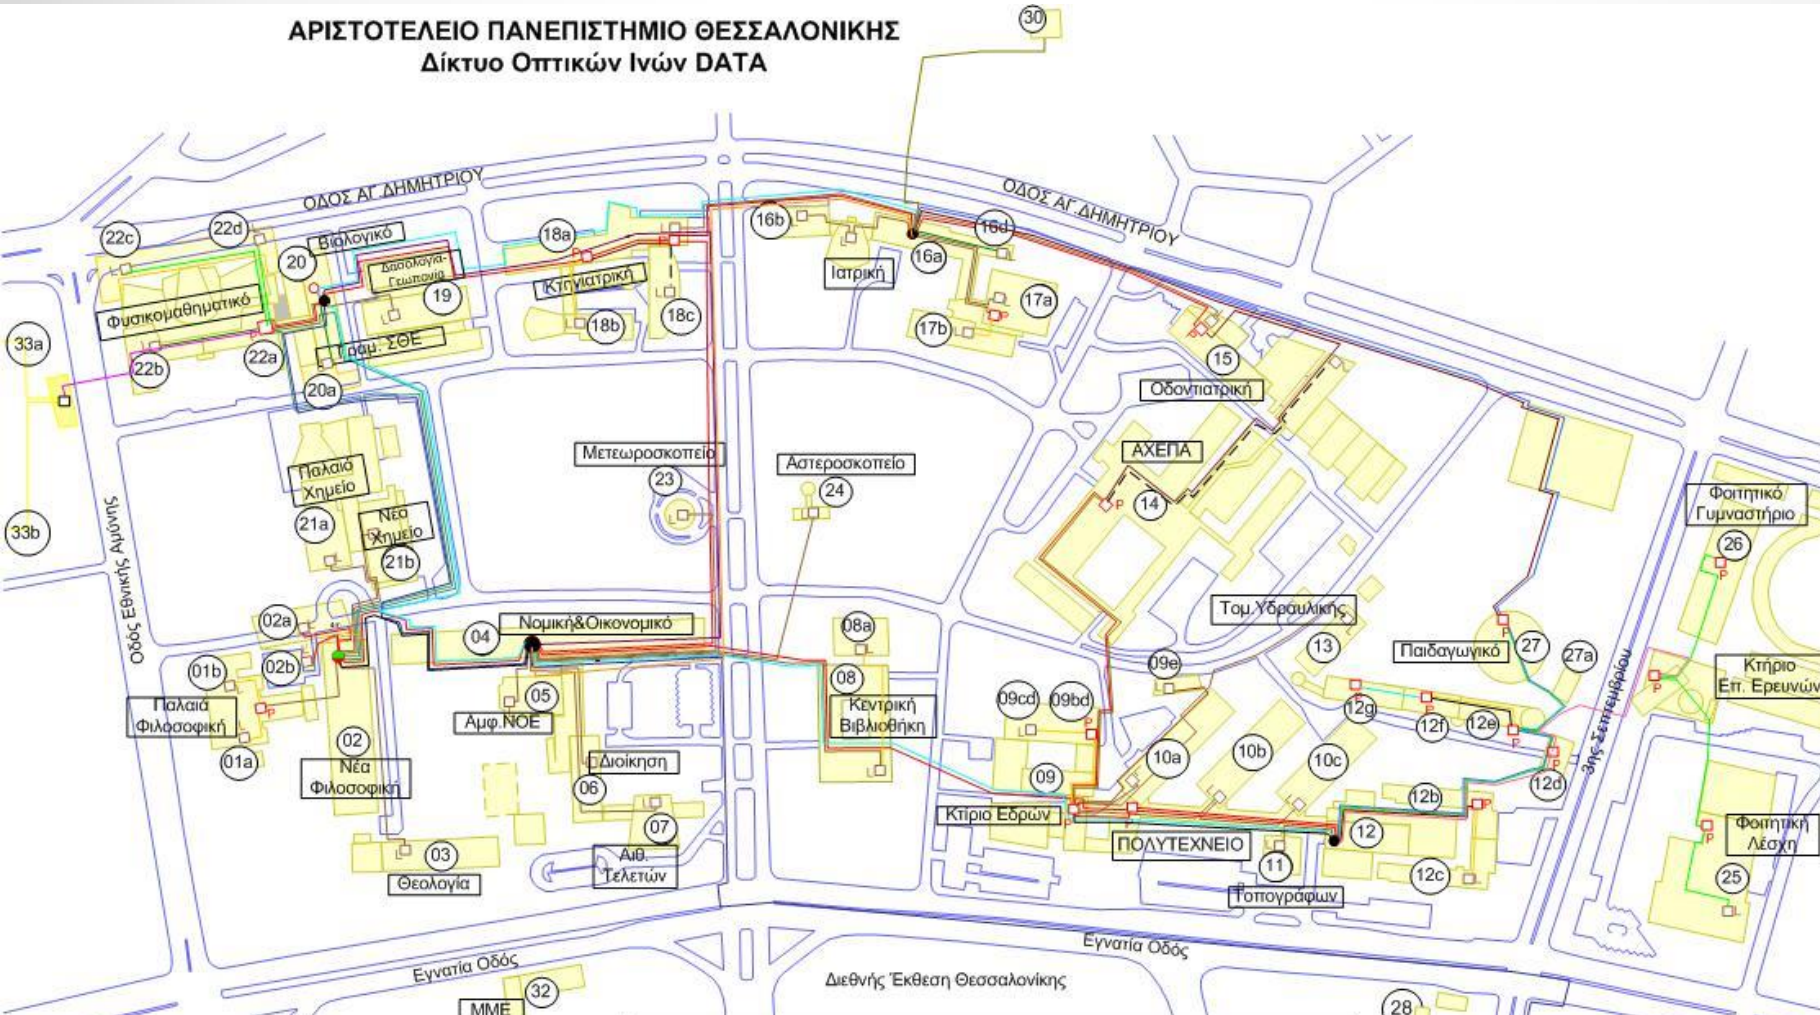 ΑΡΙΣΤΟΤΕΛΕΙΟ ΠΑΝΕΠΙΣΤΗΜΙΟ ΘΕΣΣΑΛΟΝΙΚΗΣ
Δίκτυο Οπτικών Ινών DATA
30
ΟΔΟΣ ΑΓ.ΔΗΜΗΤΡΙΟΥ
ΟΔΟΣ ΑΓ.ΔΗΜΗΤΡΙΟΥ
22c
22d
Βιολογικό
20
Δασολογία-
Γεωπονία
19
18a
Κτηνιατρική
18b
18c
16b
16a
16d
Ιατρική
17a
17b
15
Οδοντιατρική
Φυσικομαθηματικό
33a
22b
22a
Γραμ. ΣΘΕ
20a
ΑΧΕΠΑ
14
Μετεωροσκοπείο
23
Αστεροσκοπείο
24
Παλαιό
Χημείο
21a
Νέο
Χημείο
21b
33b
Οδός Εθνικής Αμύνης
Φοιτητικό
Γυμναστήριο
26
02a
02b
01b
Παλαιά
Φιλοσοφική
01a
02
Νέα
Φιλοσοφική
03
Θεολογία
04
Νομική&Οικονομικό
05
Αμφ.ΝΟΕ
Διοίκηση
06
07
Αιθ.
Τελετών
08a
08
Κεντρική
Βιβλιοθήκη
Τομ.Υδραυλικής
13
Παιδαγωγικό
27
27a
Κτήριο
Επ. Ερευνών
3ης Σεπτεμβρίου
09e
09cd
09bd
09
Κτίριο Εδρών
10a
10b
10c
ΠΟΛΥΤΕΧΝΕΙΟ
11
Τοπογράφων
12
12b
12c
12d
12e
12f
12g
Φοιτητική
Λέσχη
25
Εγνατία Οδός
Εγνατία Οδός
Διεθνής Έκθεση Θεσσαλονίκης
32
ΜΜΕ
28